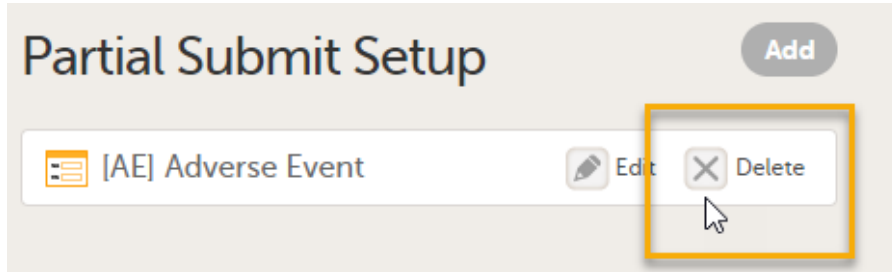 Partial Submit Setup
Add
[AE] Adverse Event
Edit
Delete